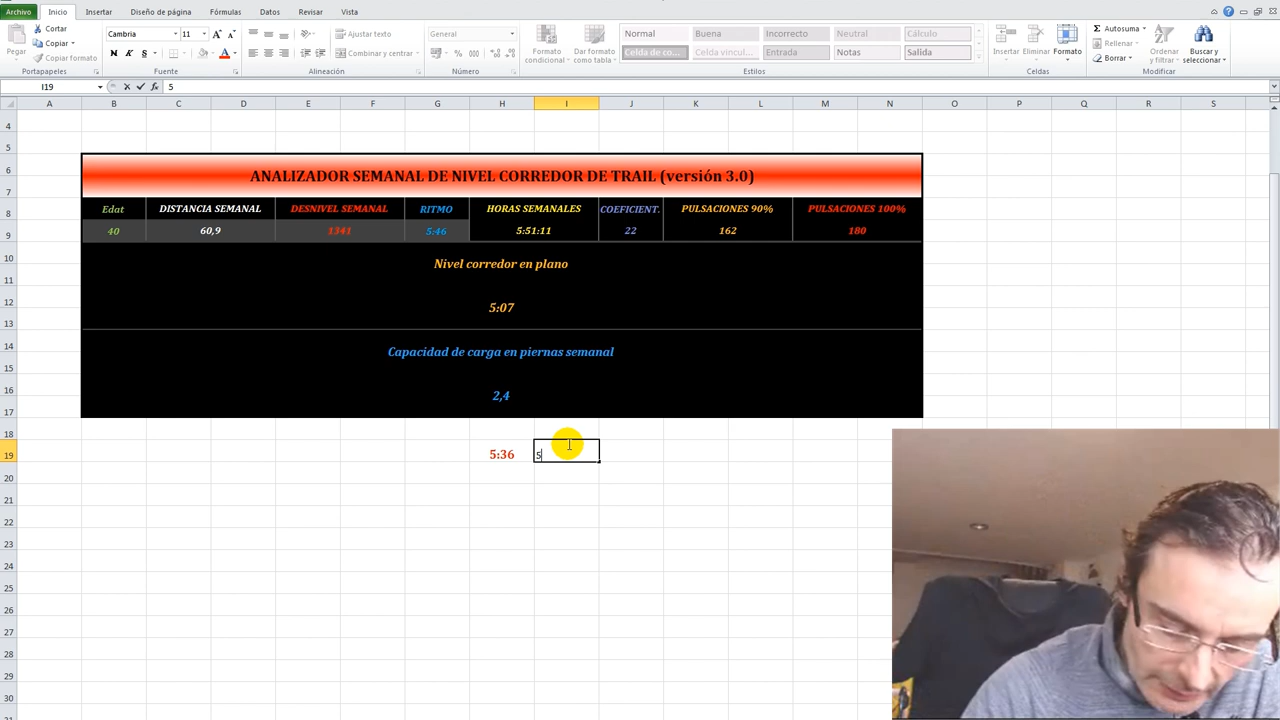 Archivo Inicio Insertar Diseño de página Fórmulas Datos Revisar Vista
Pegar Cortar Copiar Copiar formato Portapapeles
Cambria 11 N K S Fuente
Ajustar texto Combinar y centrar Alineación
General % 000 Número
Formato condicional Dar formato como tabla
Normal Buena Incorrecto Neutral Cálculo
Celda de co... Celda vincul... Entrada Notas Salida
Estilos
Insertar Eliminar Formato Celdas
Autosuma Rellenar Borrar Ordenar y filtrar Buscar y seleccionar Modificar
I19 fx 5
A B C D E F G H I J K L M N O P Q R S
4
5
6
ANALIZADOR SEMANAL DE NIVEL CORREDOR DE TRAIL (versión 3.0)
7
8 Edat DISTANCIA SEMANAL DESNIVEL SEMANAL RITMO HORAS SEMANALES COEFICIENT. PULSACIONES 90% PULSACIONES 100%
9 40 60,9 1341 5:46 5:51:11 22 162 180
10
Nivel corredor en plano
11
12
5:07
13
14
Capacidad de carga en piernas semanal
15
16
2,4
17
18
19 5:36 5
20
21
22
23
24
25
26
27
28
29
30